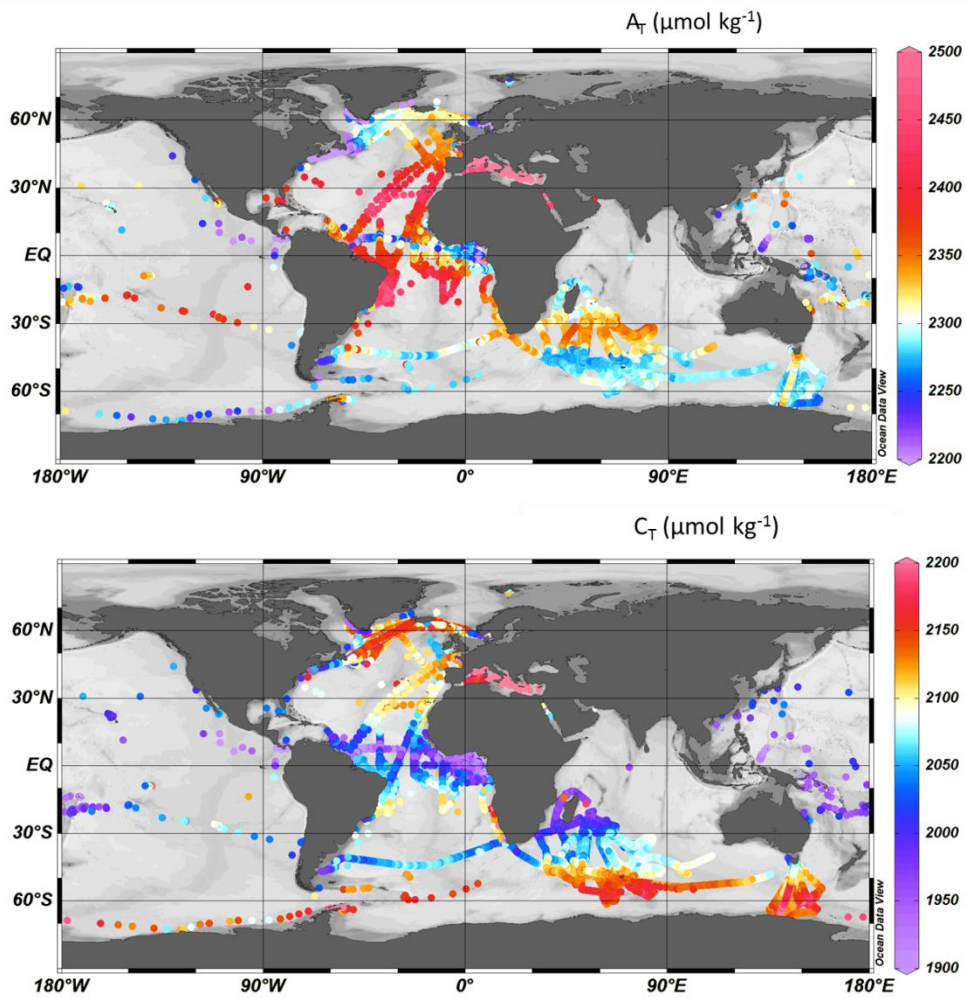 A_T (µmol kg⁻¹)
2500
60°N
2450
30°N
2400
EQ
2350
30°S
2300
60°S
2250
2200
Ocean Data View
180°W 90°W 0° 90°E 180°E
C_T (µmol kg⁻¹)
2200
60°N
2150
30°N
2100
EQ
2050
30°S
2000
60°S
1950
1900
Ocean Data View
180°W 90°W 0° 90°E 180°E